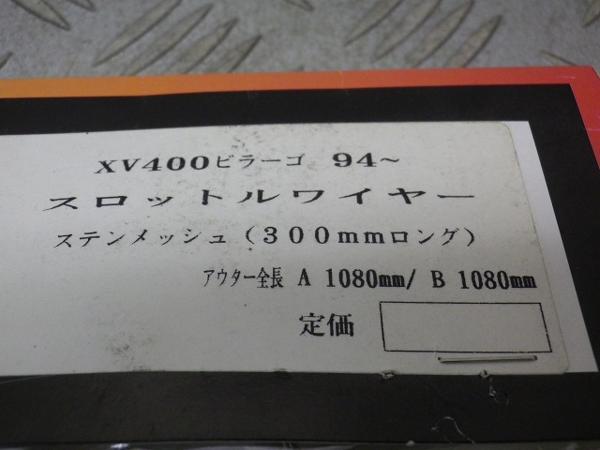 XV400ビラーゴ 94~
スロットルワイヤー
ステンメッシュ(300mmロング)
アウター全長 A 1080mm/ B 1080mm
定価